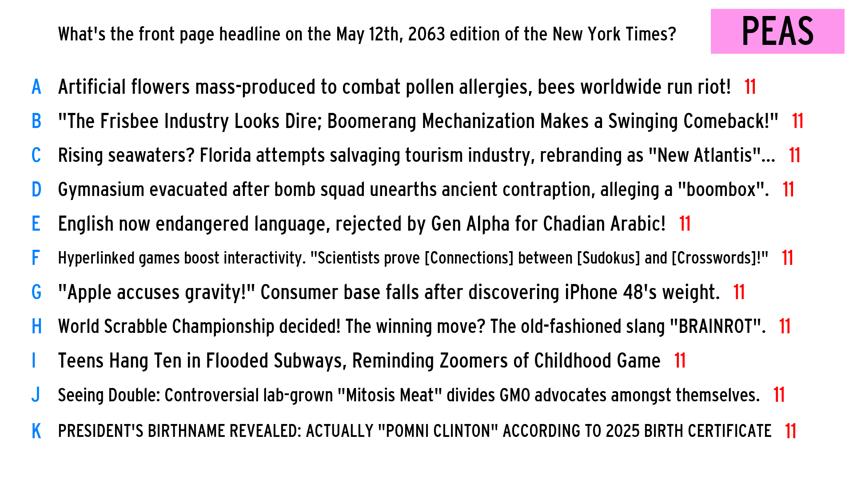 What's the front page headline on the May 12th, 2063 edition of the New York Times?
PEAS
A Artificial flowers mass-produced to combat pollen allergies, bees worldwide run riot! 11
B "The Frisbee Industry Looks Dire; Boomerang Mechanization Makes a Swinging Comeback!" 11
C Rising seawaters? Florida attempts salvaging tourism industry, rebranding as "New Atlantis"... 11
D Gymnasium evacuated after bomb squad unearths ancient contraption, alleging a "boombox". 11
E English now endangered language, rejected by Gen Alpha for Chadian Arabic! 11
F Hyperlinked games boost interactivity. "Scientists prove [Connections] between [Sudokus] and [Crosswords]!" 11
G "Apple accuses gravity!" Consumer base falls after discovering iPhone 48's weight. 11
H World Scrabble Championship decided! The winning move? The old-fashioned slang "BRAINROT". 11
I Teens Hang Ten in Flooded Subways, Reminding Zoomers of Childhood Game 11
J Seeing Double: Controversial lab-grown "Mitosis Meat" divides GMO advocates amongst themselves. 11
K PRESIDENT'S BIRTHNAME REVEALED: ACTUALLY "POMNI CLINTON" ACCORDING TO 2025 BIRTH CERTIFICATE 11